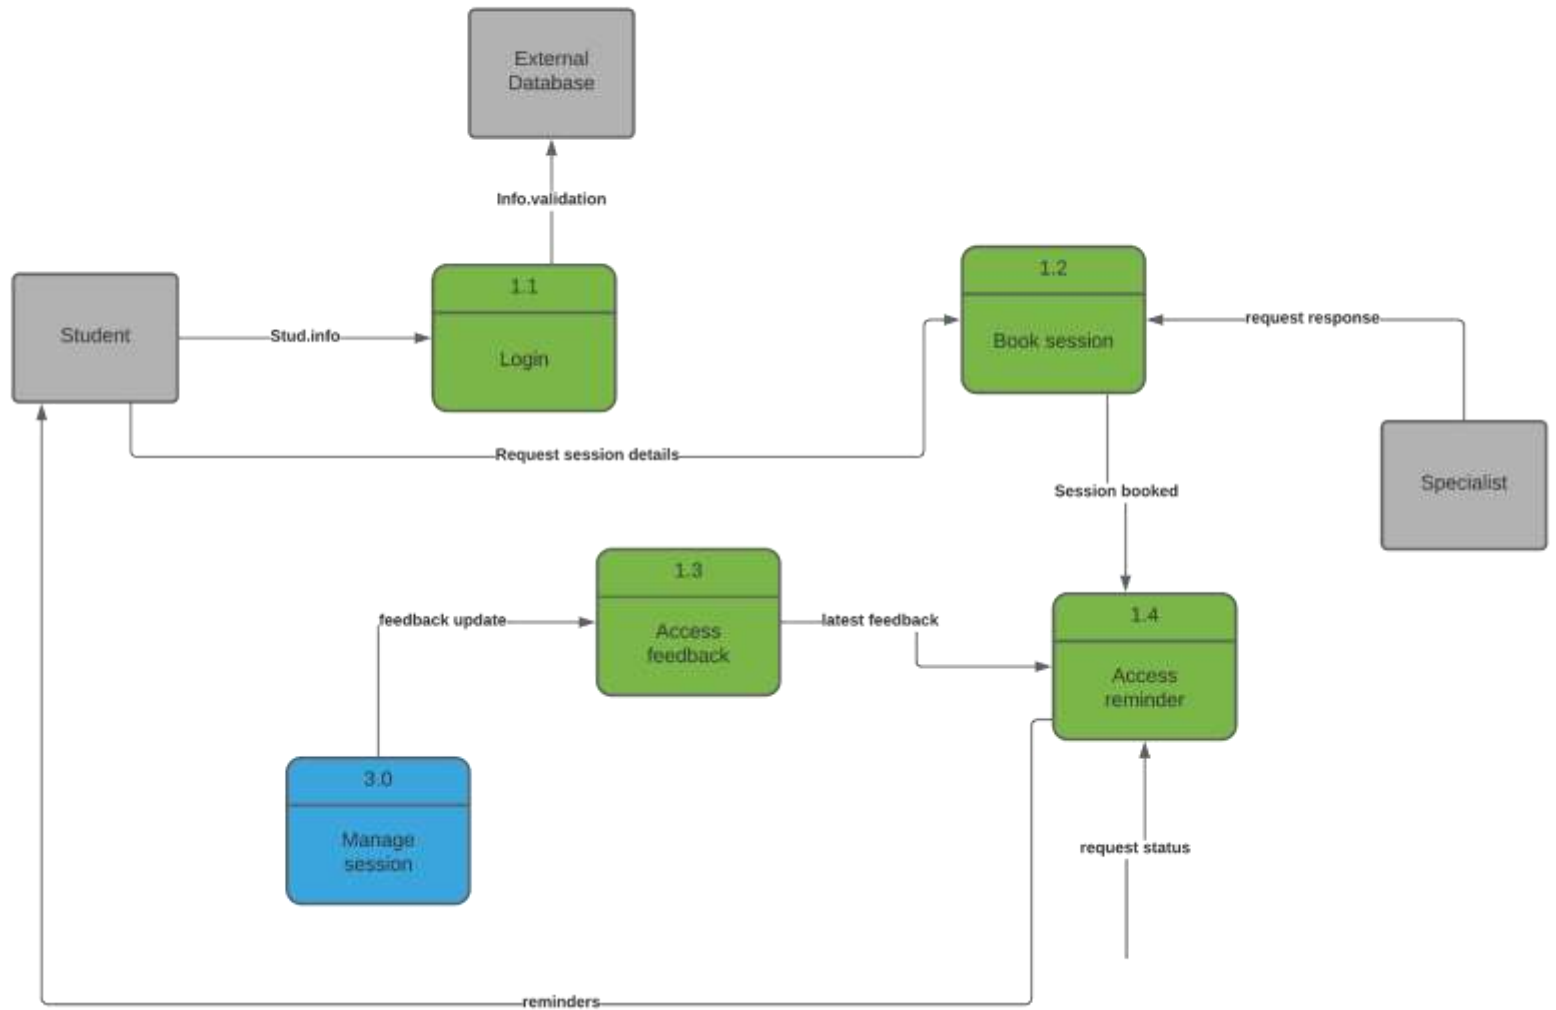 External
Database
Info.validation
1.1
Login
Student
Stud.info
1.2
Book session
request response
Request session details
Specialist
Session booked
1.3
Access
feedback
feedback update
latest feedback
1.4
Access
reminder
3.0
Manage
session
request status
reminders